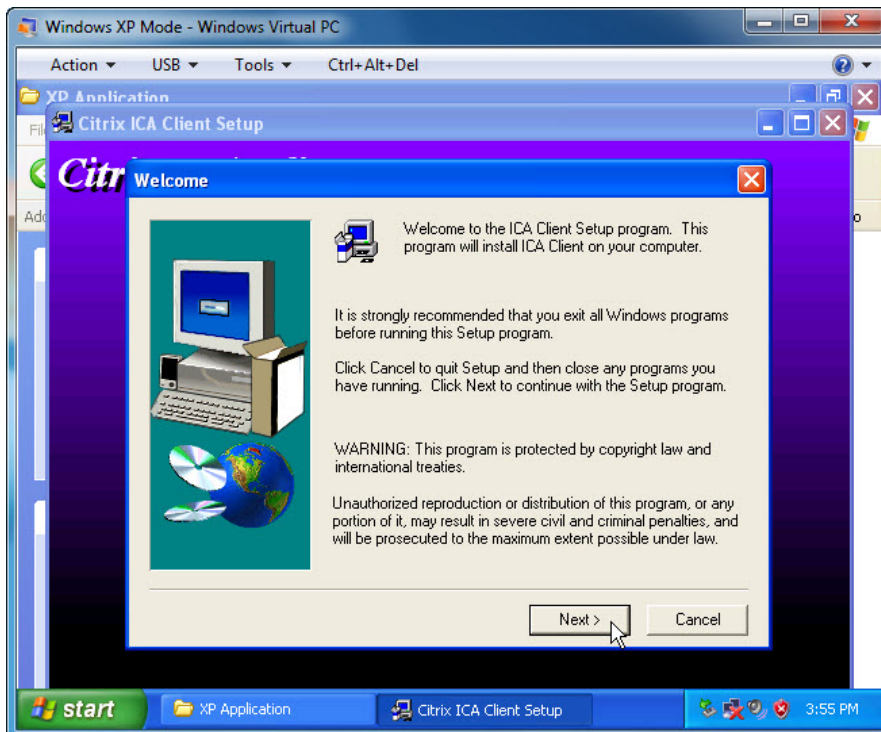 Windows XP Mode - Windows Virtual PC
Action USB Tools Ctrl+Alt+Del
XP Application
Citrix ICA Client Setup
Citr
Welcome
Welcome to the ICA Client Setup program. This
program will install ICA Client on your computer.
It is strongly recommended that you exit all Windows programs
before running this Setup program.
Click Cancel to quit Setup and then close any programs you
have running. Click Next to continue with the Setup program.
WARNING: This program is protected by copyright law and
international treaties.
Unauthorized reproduction or distribution of this program, or any
portion of it, may result in severe civil and criminal penalties, and
will be prosecuted to the maximum extent possible under law.
Next > Cancel
start XP Application Citrix ICA Client Setup 3:55 PM